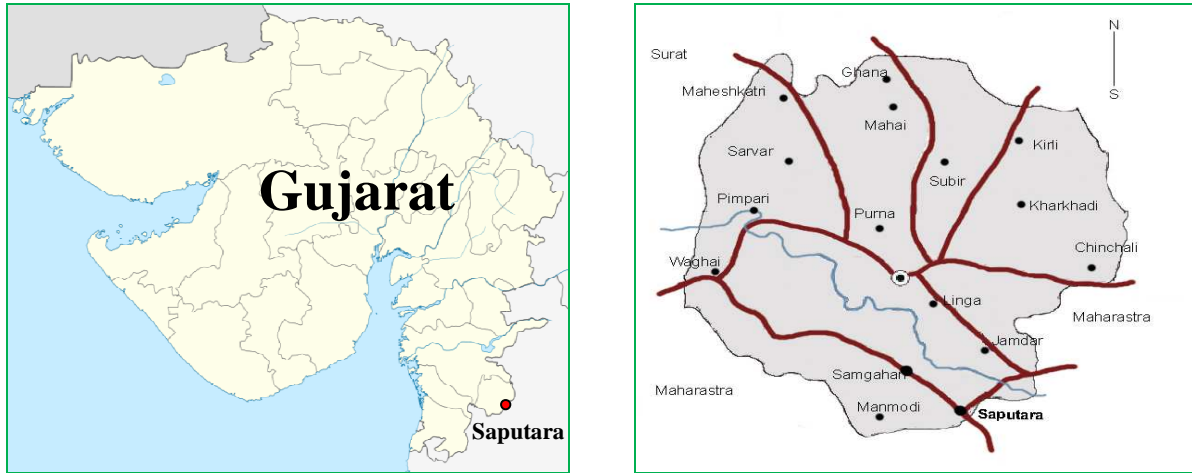 Gujarat
Saputara
N
S
Surat
Ghana
Maheshkatri
Mahai
Kirli
Sarvar
Subir
Pimpari
Kharkhadi
Purna
Chinchali
Waghai
Linga
Maharastra
Jamdar
Samgahan
Maharastra
Manmodi
Saputara